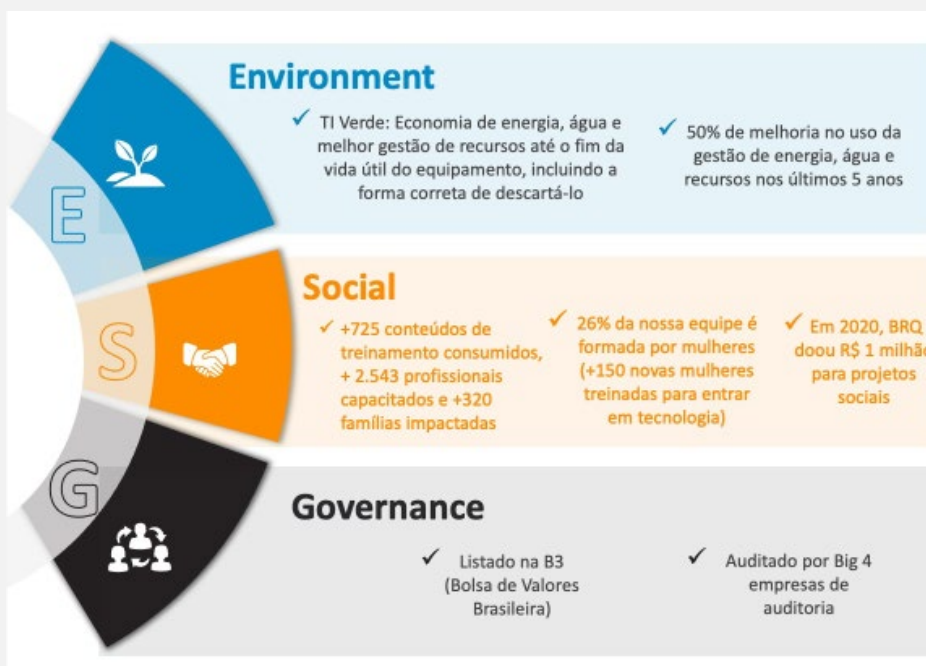 Environment
✓ TI Verde: Economia de energia, água e
melhor gestão de recursos até o fim da
vida útil do equipamento, incluindo a
forma correta de descartá-lo
✓ 50% de melhoria no uso da
gestão de energia, água e
recursos nos últimos 5 anos
E
Social
✓ +725 conteúdos de
treinamento consumidos,
+ 2.543 profissionais
capacitados e +320
famílias impactadas
✓ 26% da nossa equipe é
formada por mulheres
(+150 novas mulheres
treinadas para entrar
em tecnologia)
✓ Em 2020, BRQ
doou R$ 1 milhão
para projetos
sociais
S
G
Governance
✓ Listado na B3
(Bolsa de Valores
Brasileira)
✓ Auditado por Big 4
empresas de
auditoria